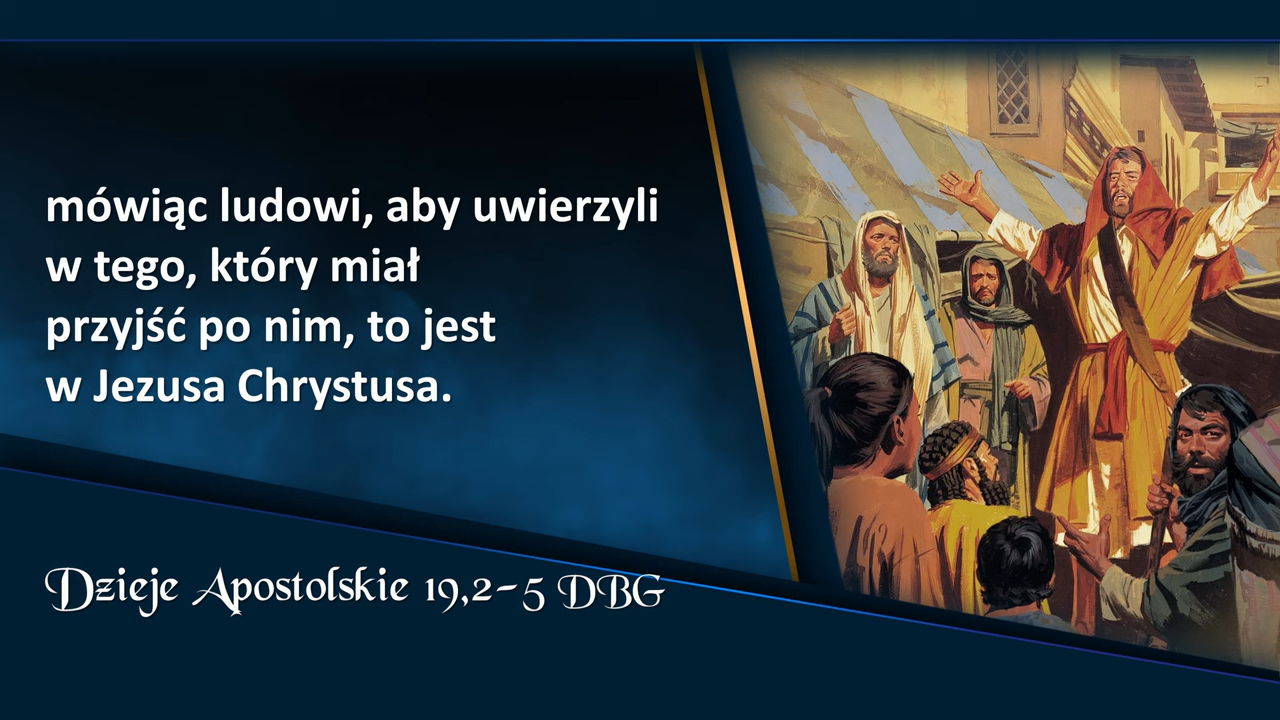 mówiąc ludowi, aby uwierzyli
w tego, który miał
przyjść po nim, to jest
w Jezusa Chrystusa.
Dzieje Apostolskie 19,2-5 DBG